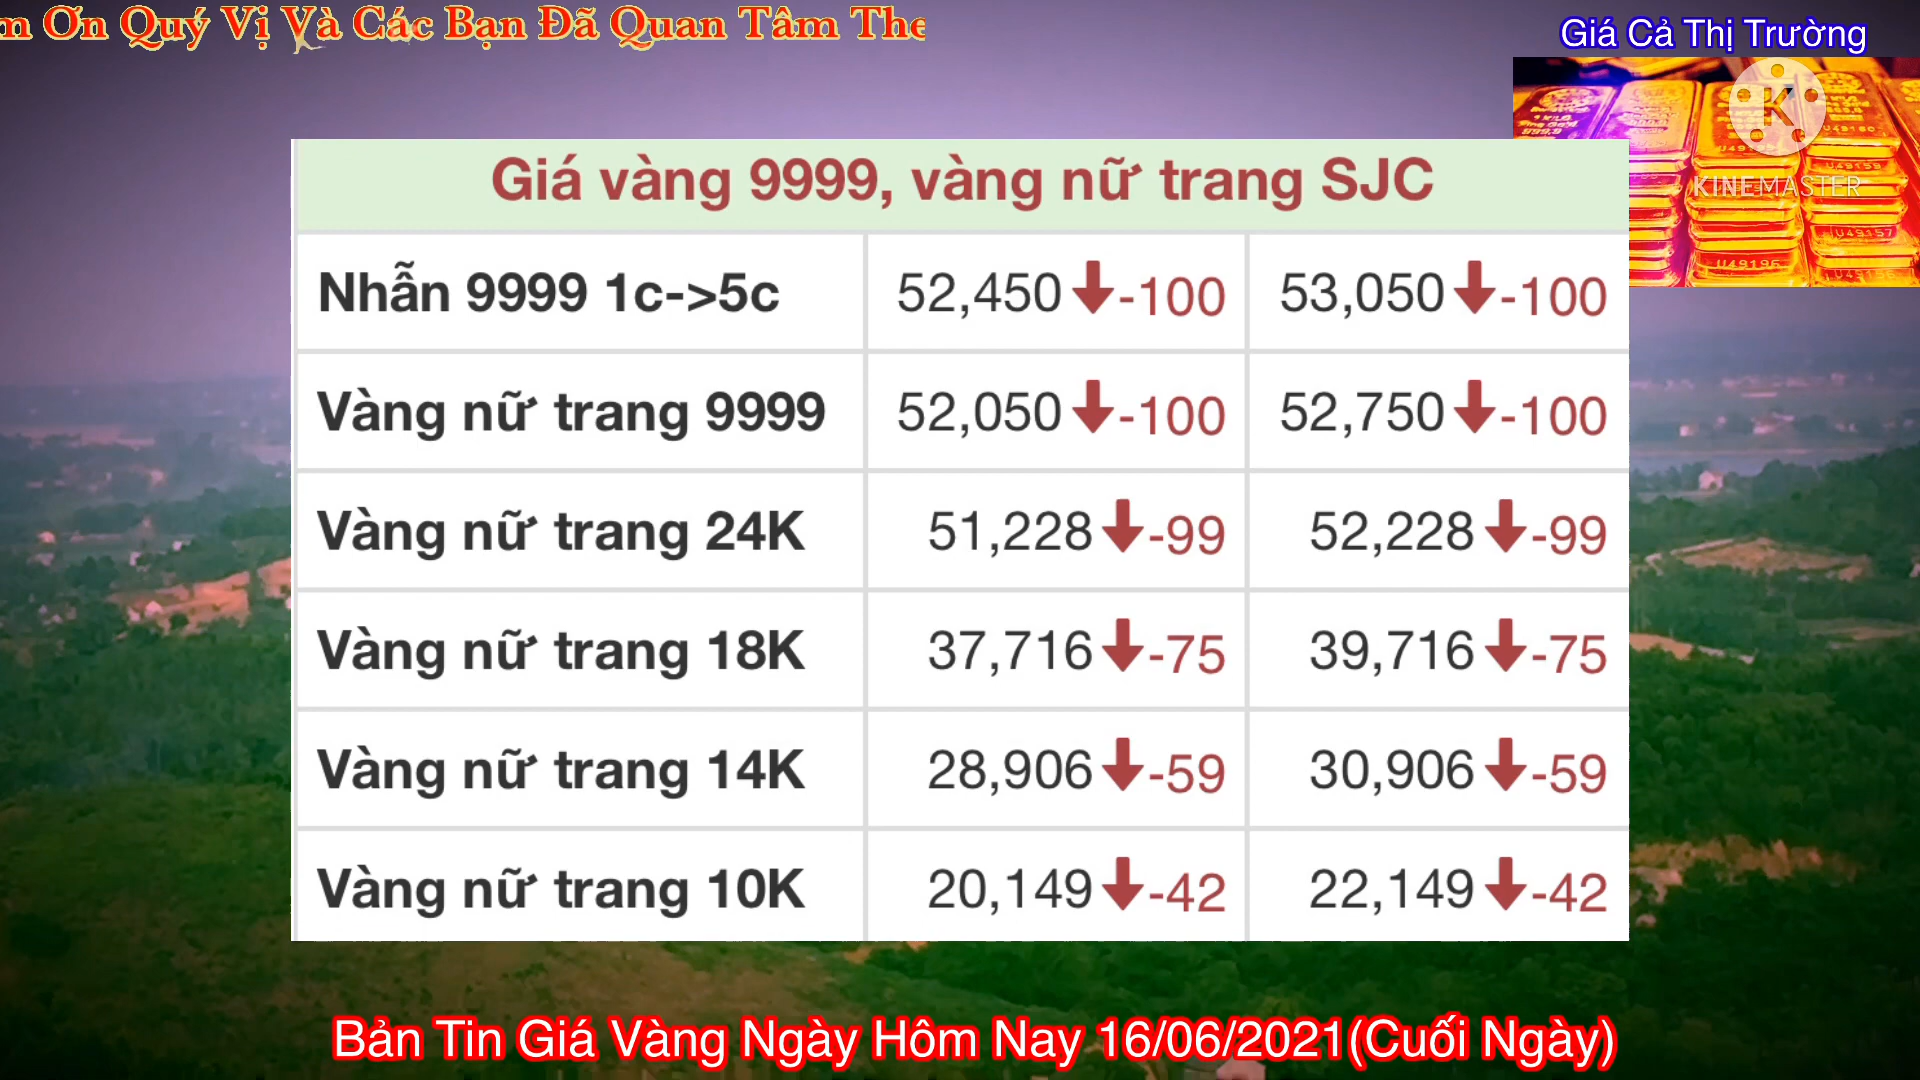 m Ơn Quý Vị Và Các Bạn Đã Quan Tâm The
Giá Cả Thị Trường
KINEMASTER
Giá vàng 9999, vàng nữ trang SJC
Nhẫn 9999 1c->5c 52,450 -100 53,050 -100
Vàng nữ trang 9999 52,050 -100 52,750 -100
Vàng nữ trang 24K 51,228 -99 52,228 -99
Vàng nữ trang 18K 37,716 -75 39,716 -75
Vàng nữ trang 14K 28,906 -59 30,906 -59
Vàng nữ trang 10K 20,149 -42 22,149 -42
Bản Tin Giá Vàng Ngày Hôm Nay 16/06/2021(Cuối Ngày)